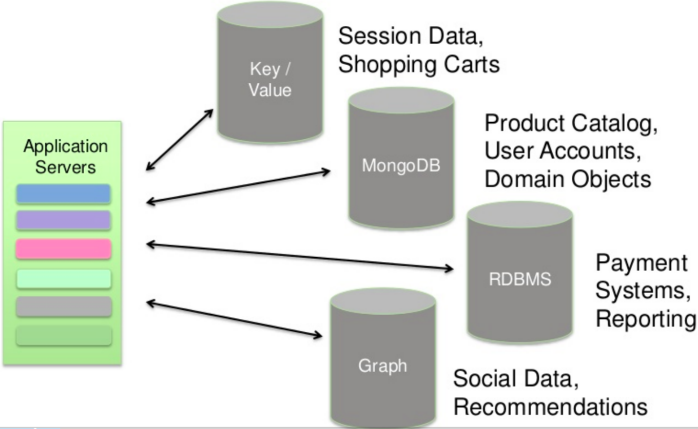 Key /
Value
Session Data,
Shopping Carts
Application
Servers
MongoDB
Product Catalog,
User Accounts,
Domain Objects
RDBMS
Payment
Systems,
Reporting
Graph
Social Data,
Recommendations